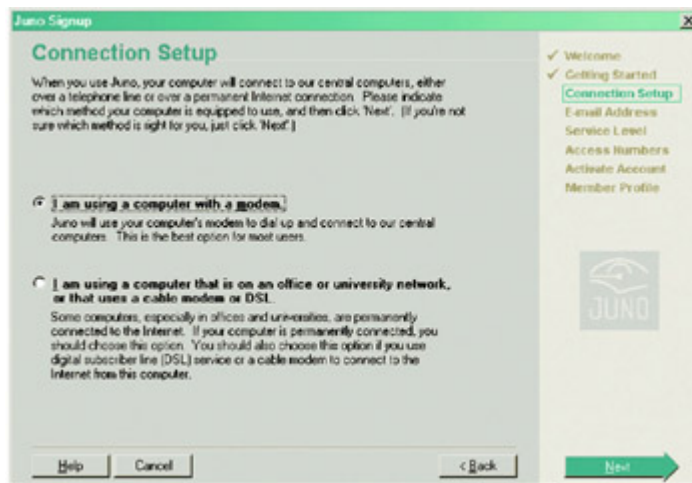 Juno Signup
Connection Setup
When you use Juno, your computer will connect to our central computers, either
over a telephone line or over a permanent Internet connection. Please indicate
which method your computer is equipped to use, and then click 'Next'. (If you're not
sure which method is right for you, just click 'Next'.)
I am using a computer with a modem.
Juno will use your computer's modem to dial up and connect to our central
computers. This is the best option for most users.
I am using a computer that is on an office or university network,
or that uses a cable modem or DSL.
Some computers, especially in offices and universities, are permanently
connected to the Internet. If your computer is permanently connected, you
should choose this option. You should also choose this option if you use
digital subscriber line (DSL) service or a cable modem to connect to the
Internet from this computer.
Help
Cancel
< Back
✓ Welcome
✓ Getting Started
Connection Setup
E-mail Address
Service Level
Access Numbers
Activate Account
Member Profile
JUNO
Next